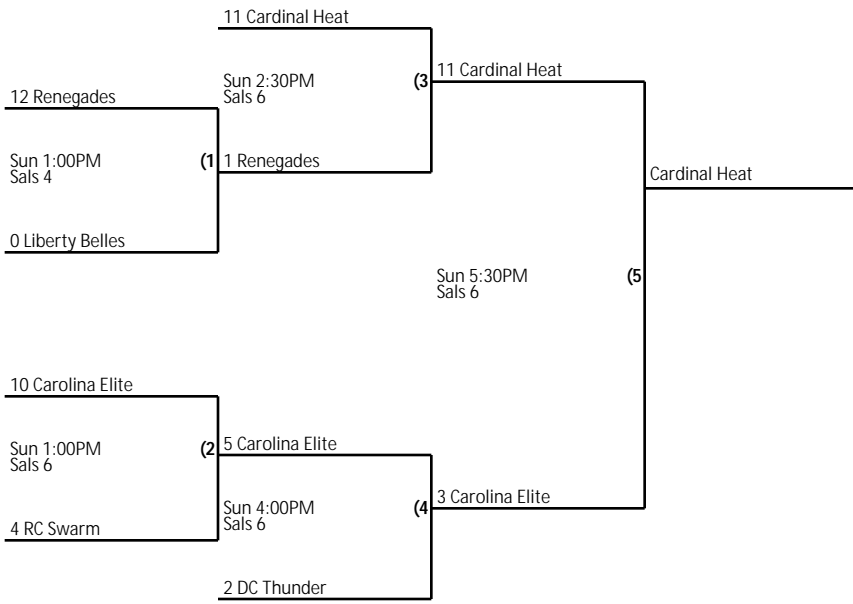 11 Cardinal Heat
Sun 2:30PM
Sals 6
(3
11 Cardinal Heat
12 Renegades
Sun 1:00PM
Sals 4
(1
1 Renegades
Cardinal Heat
0 Liberty Belles
Sun 5:30PM
Sals 6
(5
10 Carolina Elite
Sun 1:00PM
Sals 6
(2
5 Carolina Elite
Sun 4:00PM
Sals 6
(4
3 Carolina Elite
4 RC Swarm
2 DC Thunder